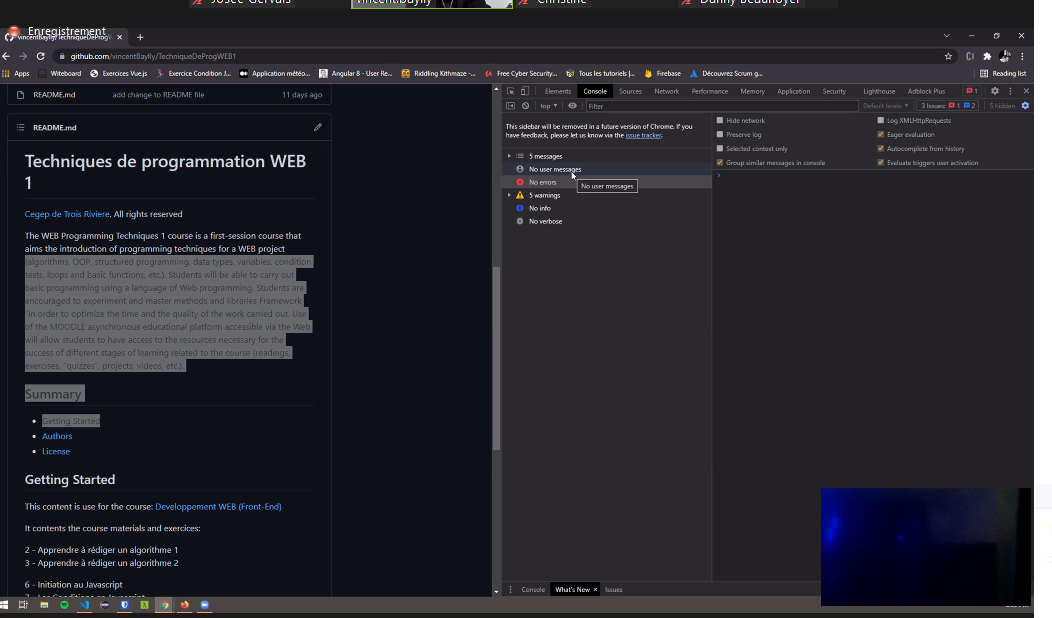 Josée Gervais
vincent.baylly
Christine
Danny Beaunoyer
Enregistrement
github.com/vincentBaylly/TechniqueDeProgWEB1
Apps
Witeboard
Exercices Vue.js
Exercice Condition J...
Application météo...
Angular 8 - User Re...
Riddling Kithmaze -...
Free Cyber Security...
Tous les tutoriels |...
Firebase
Découvrez Scrum g...
Reading list
README.md
add change to README file
11 days ago
README.md
Techniques de programmation WEB
1
Cegep de Trois Riviere. All rights reserved
The WEB Programming Techniques 1 course is a first-session course that
aims the introduction of programming techniques for a WEB project
(algorithms, OOP, structured programming, data types, variables, condition
tests, loops and basic functions, etc.). Students will be able to carry out
basic programming using a language of Web programming. Students are
encouraged to experiment and master methods and libraries Framework
"in order to optimize the time and the quality of the work carried out. Use
of the MOODLE asynchronous educational platform accessible via the Web
will allow students to have access to the resources necessary for the
success of different stages of learning related to the course (readings,
exercises, "quizzes", projects, videos, etc.).
Summary
Getting Started
Authors
License
Getting Started
This content is use for the course: Developpement WEB (Front-End)
It contents the course materials and exercices:
2 - Apprendre à rédiger un algorithme 1
3 - Apprendre à rédiger un algorithme 2
6 - Initiation au Javascript
7 - Les Conditions en Javascript
Elements
Console
Sources
Network
Performance
Memory
Application
Security
Lighthouse
Adblock Plus
1
top
Filter
Default levels
3 Issues: 1 2
5 hidden
This sidebar will be removed in a future version of Chrome. If you
have feedback, please let us know via the issue tracker.
5 messages
No user messages
No errors
No user messages
5 warnings
No info
No verbose
Hide network
Log XMLHttpRequests
Preserve log
Eager evaluation
Selected context only
Autocomplete from history
Group similar messages in console
Evaluate triggers user activation
Console
What's New
Issues